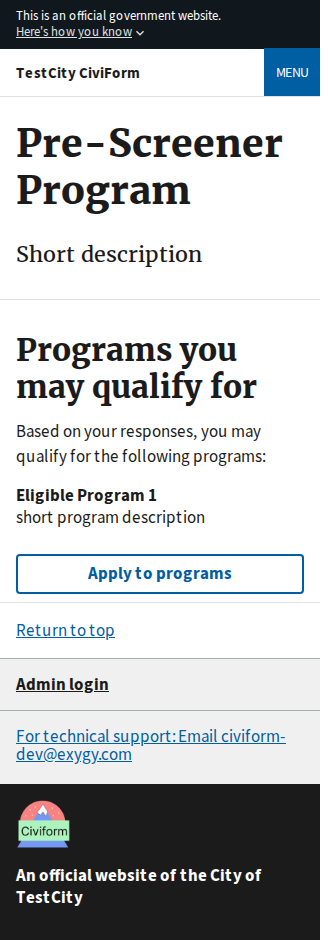 This is an official government website.
Here's how you know
TestCity CiviForm
MENU
Pre-Screener
Program
Short description
Programs you
may qualify for
Based on your responses, you may
qualify for the following programs:
Eligible Program 1
short program description
Apply to programs
Return to top
Admin login
For technical support: Email civiform-
dev@exygy.com
Civiform
An official website of the City of
TestCity